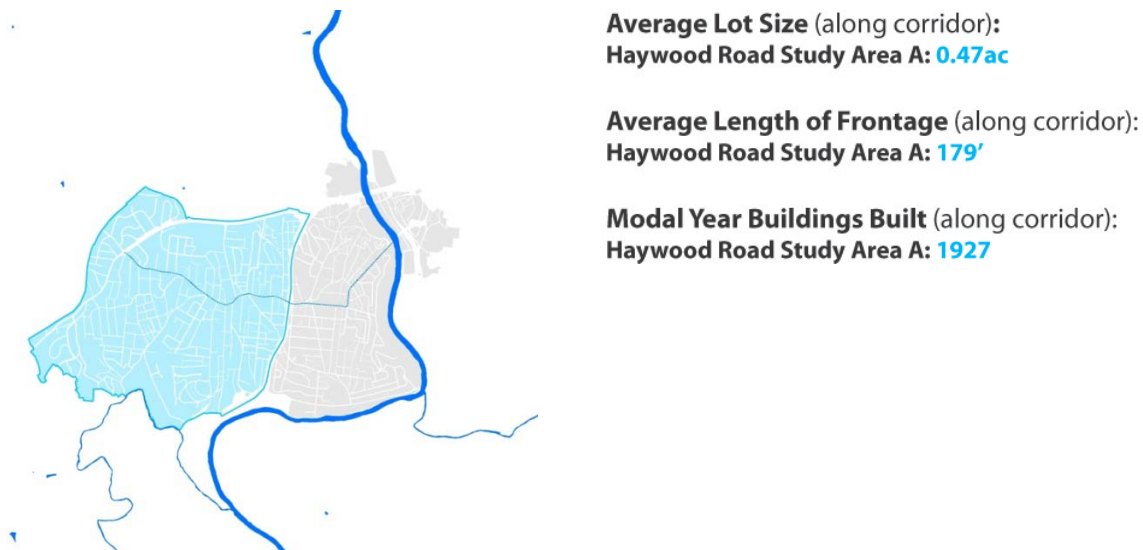 Average Lot Size (along corridor):
Haywood Road Study Area A: 0.47ac
Average Length of Frontage (along corridor):
Haywood Road Study Area A: 179’
Modal Year Buildings Built (along corridor):
Haywood Road Study Area A: 1927